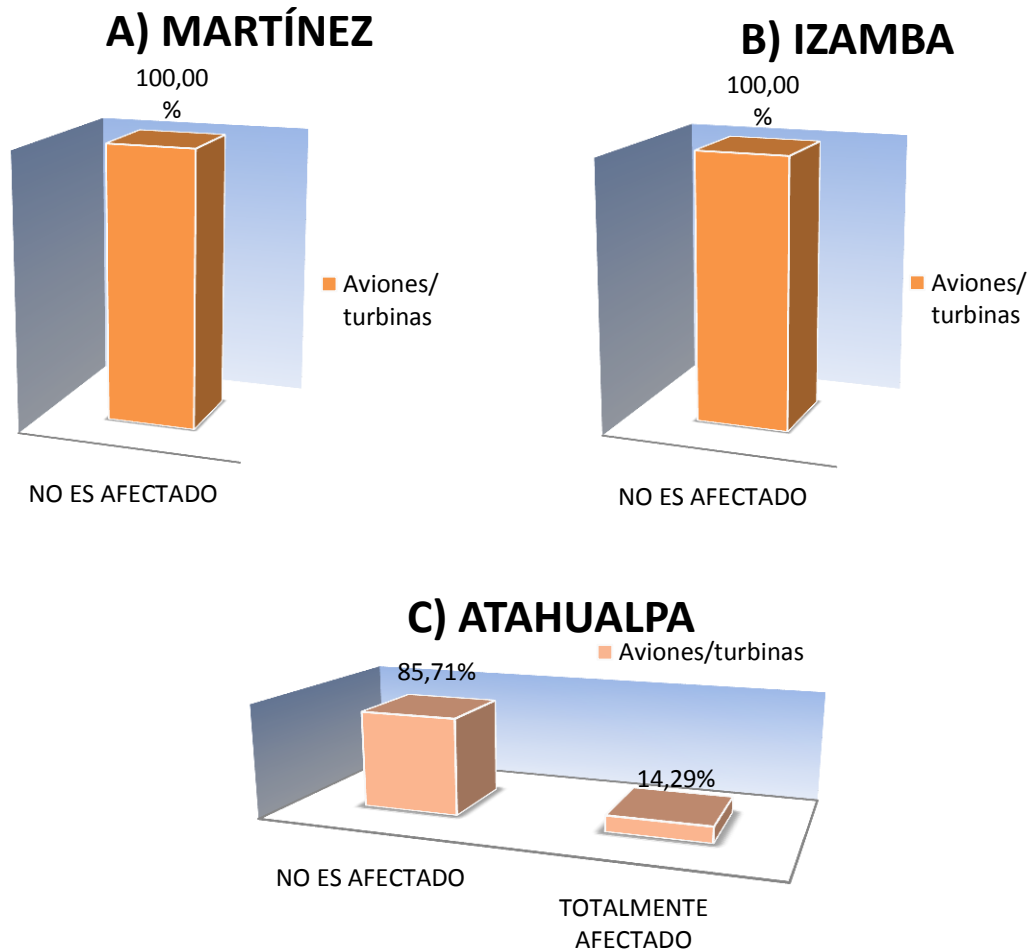 A) MARTÍNEZ
100,00
%
Aviones/
turbinas
NO ES AFECTADO
B) IZAMBA
100,00
%
Aviones/
turbinas
NO ES AFECTADO
C) ATAHUALPA
Aviones/turbinas
85,71%
14,29%
NO ES AFECTADO
TOTALMENTE
AFECTADO